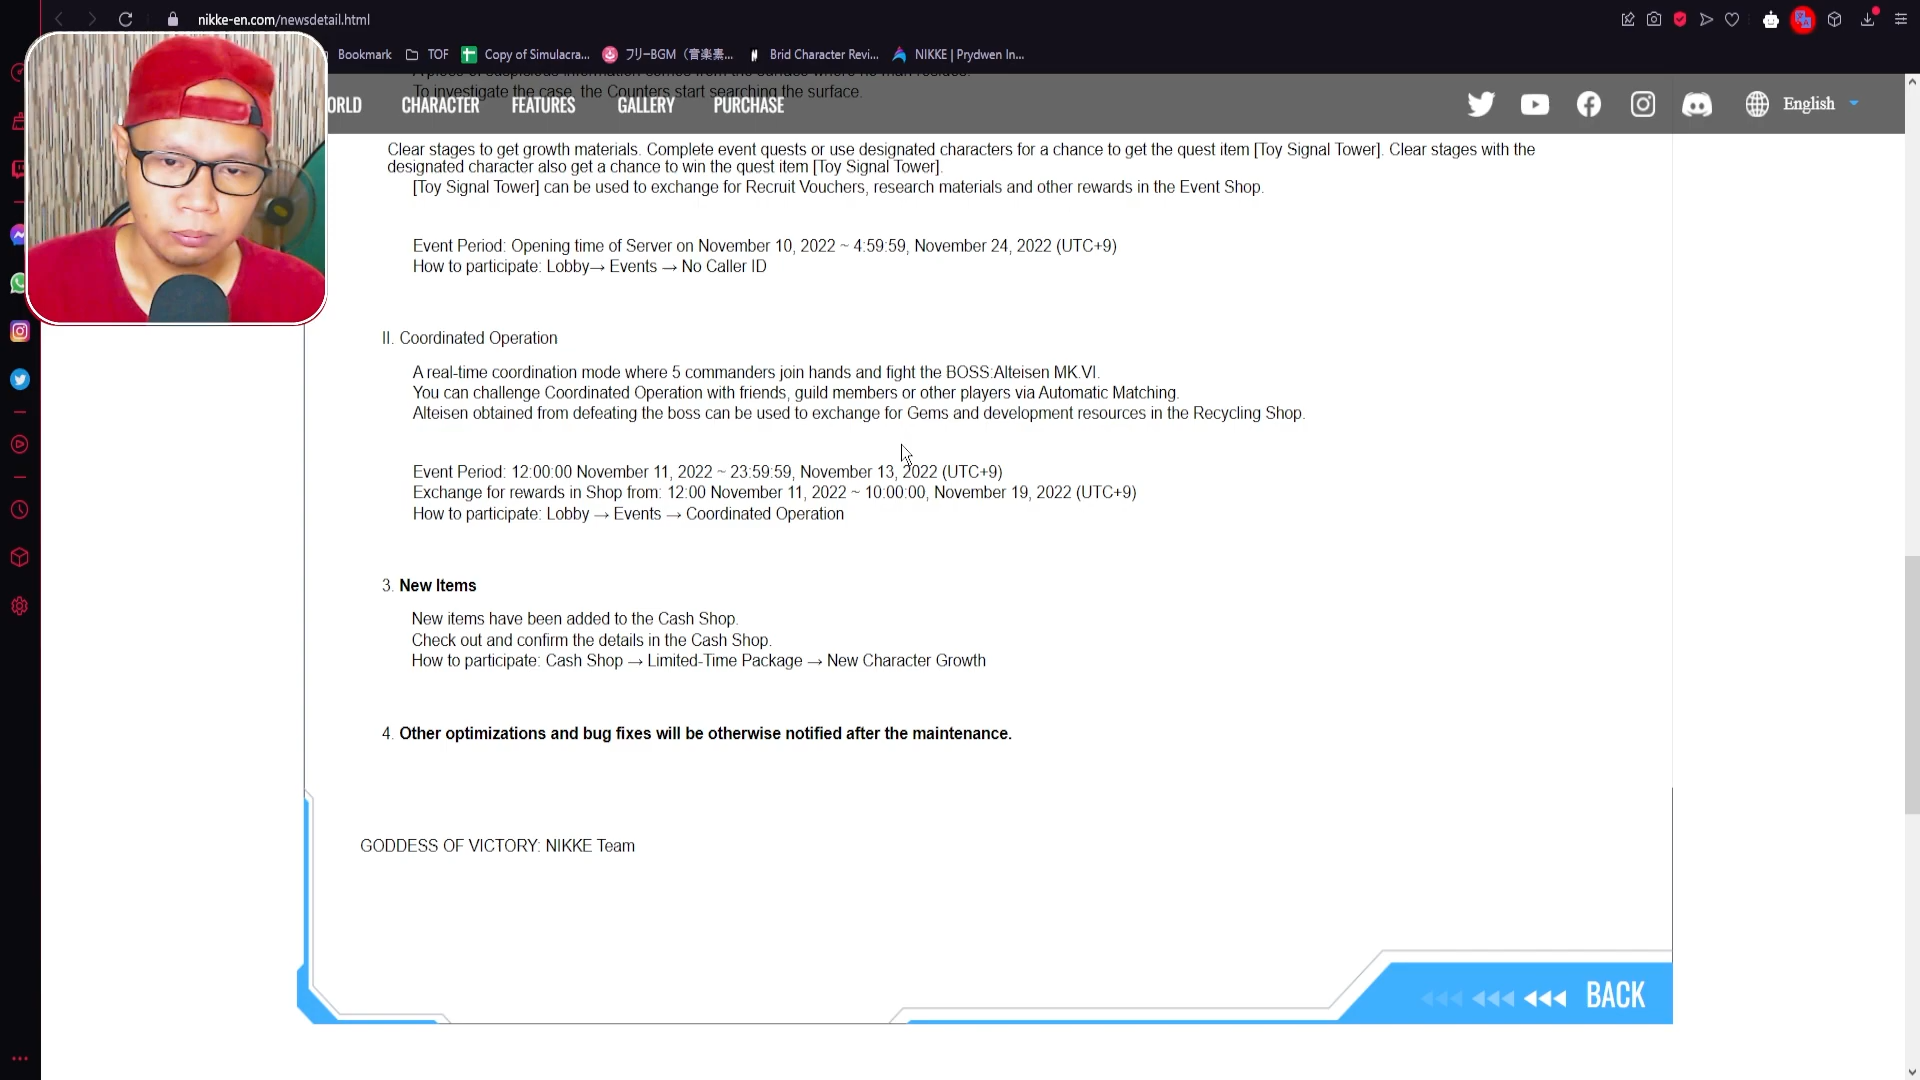 nikke-en.com/newsdetail.html
Bookmark TOF Copy of Simulacra... フリーBGM（音楽素... Brid Character Revi... NIKKE | Prydwen In...
To investigate the case, the Counters start searching the surface.
ORLD CHARACTER FEATURES GALLERY PURCHASE English
Clear stages to get growth materials. Complete event quests or use designated characters for a chance to get the quest item [Toy Signal Tower]. Clear stages with the
designated character also get a chance to win the quest item [Toy Signal Tower].
[Toy Signal Tower] can be used to exchange for Recruit Vouchers, research materials and other rewards in the Event Shop.
Event Period: Opening time of Server on November 10, 2022 ~ 4:59:59, November 24, 2022 (UTC+9)
How to participate: Lobby→ Events → No Caller ID
II. Coordinated Operation
A real-time coordination mode where 5 commanders join hands and fight the BOSS:Alteisen MK.VI.
You can challenge Coordinated Operation with friends, guild members or other players via Automatic Matching.
Alteisen obtained from defeating the boss can be used to exchange for Gems and development resources in the Recycling Shop.
Event Period: 12:00:00 November 11, 2022 ~ 23:59:59, November 13, 2022 (UTC+9)
Exchange for rewards in Shop from: 12:00 November 11, 2022 ~ 10:00:00, November 19, 2022 (UTC+9)
How to participate: Lobby → Events → Coordinated Operation
3. New Items
New items have been added to the Cash Shop.
Check out and confirm the details in the Cash Shop.
How to participate: Cash Shop → Limited-Time Package → New Character Growth
4. Other optimizations and bug fixes will be otherwise notified after the maintenance.
GODDESS OF VICTORY: NIKKE Team
BACK